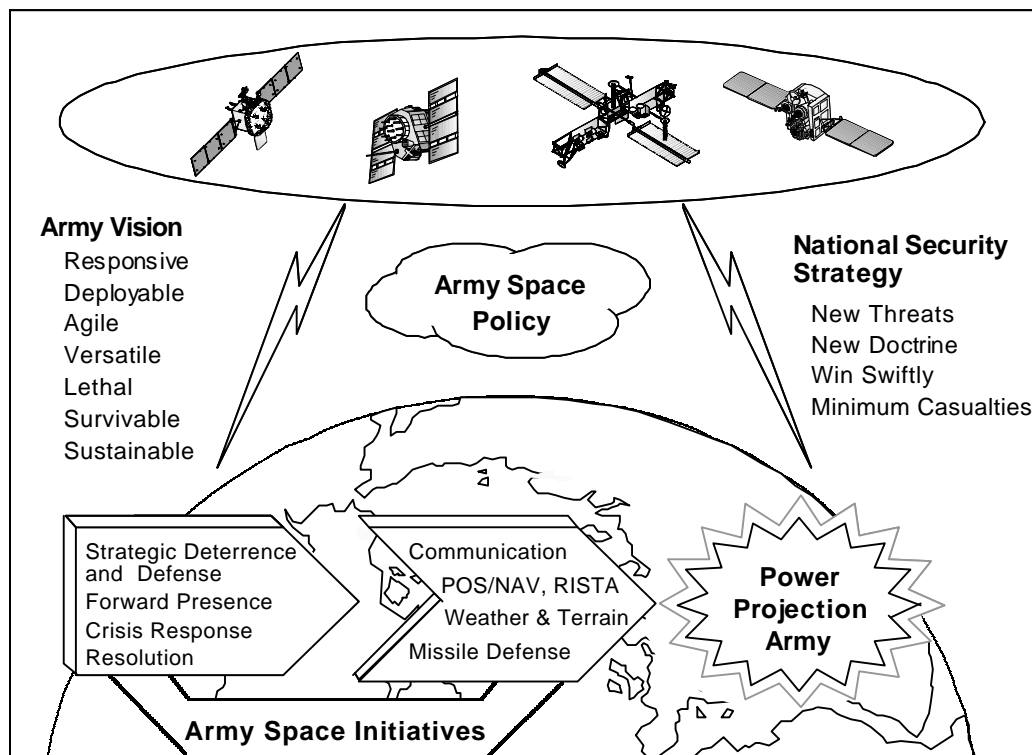 Army Vision
Responsive
Deployable
Agile
Versatile
Lethal
Survivable
Sustainable
Army Space
Policy
National Security
Strategy
New Threats
New Doctrine
Win Swiftly
Minimum Casualties
Strategic Deterrence
and Defense
Forward Presence
Crisis Response
Resolution
Communication
POS/NAV, RISTA
Weather & Terrain
Missile Defense
Power
Projection
Army
Army Space Initiatives